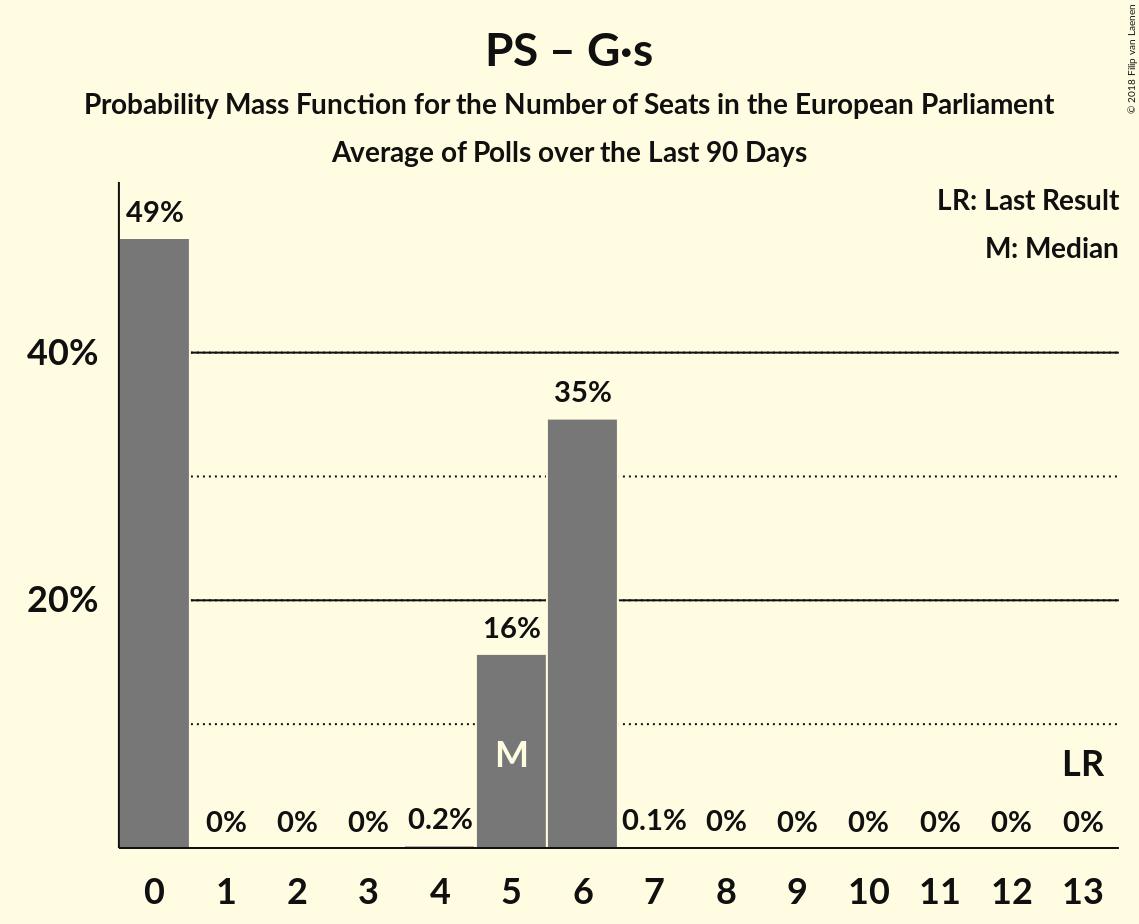 PS – G·s
Probability Mass Function for the Number of Seats in the European Parliament
Average of Polls over the Last 90 Days
© 2018 Filip van Laenen
LR: Last Result
M: Median
49%
40%
35%
20%
16%
M
LR
0% 0% 0% 0.2% 0.1% 0% 0% 0% 0% 0% 0%
0 1 2 3 4 5 6 7 8 9 10 11 12 13